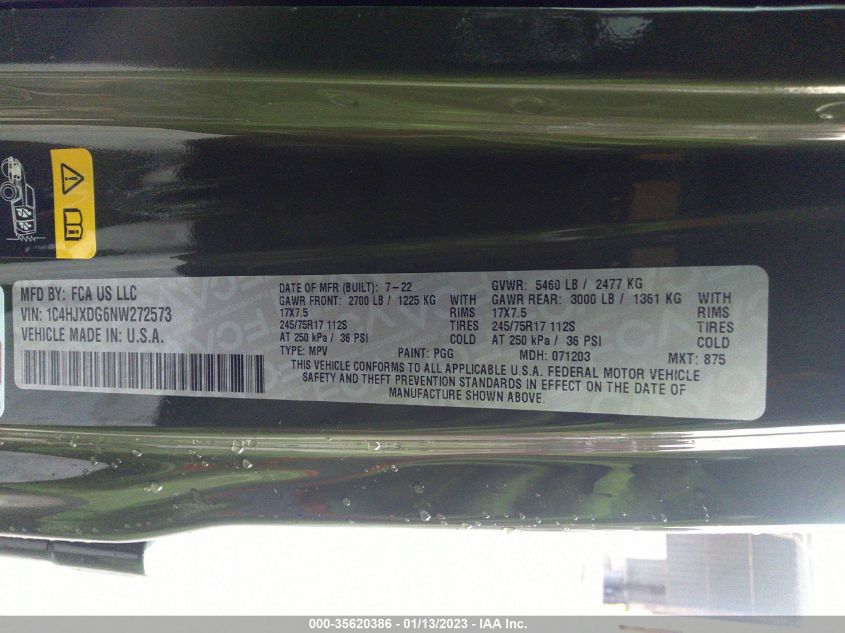 MFD BY: FCA US LLC
VIN: 1C4HJXDG6NW272573
VEHICLE MADE IN: U.S.A.
DATE OF MFR (BUILT): 7-22
GVWR: 5460 LB / 2477 KG
GAWR FRONT: 2700 LB / 1225 KG WITH
GAWR REAR: 3000 LB / 1361 KG WITH
17X7.5 RIMS 17X7.5 RIMS
245/75R17 112S TIRES 245/75R17 112S TIRES
AT 250 kPa / 36 PSI COLD AT 250 kPa / 36 PSI COLD
TYPE: MPV PAINT: PGG MDH: 071203 MKT: 875
THIS VEHICLE CONFORMS TO ALL APPLICABLE U.S.A. FEDERAL MOTOR VEHICLE
SAFETY AND THEFT PREVENTION STANDARDS IN EFFECT ON THE DATE OF
MANUFACTURE SHOWN ABOVE.
000-35620386 - 01/13/2023 - IAA Inc.